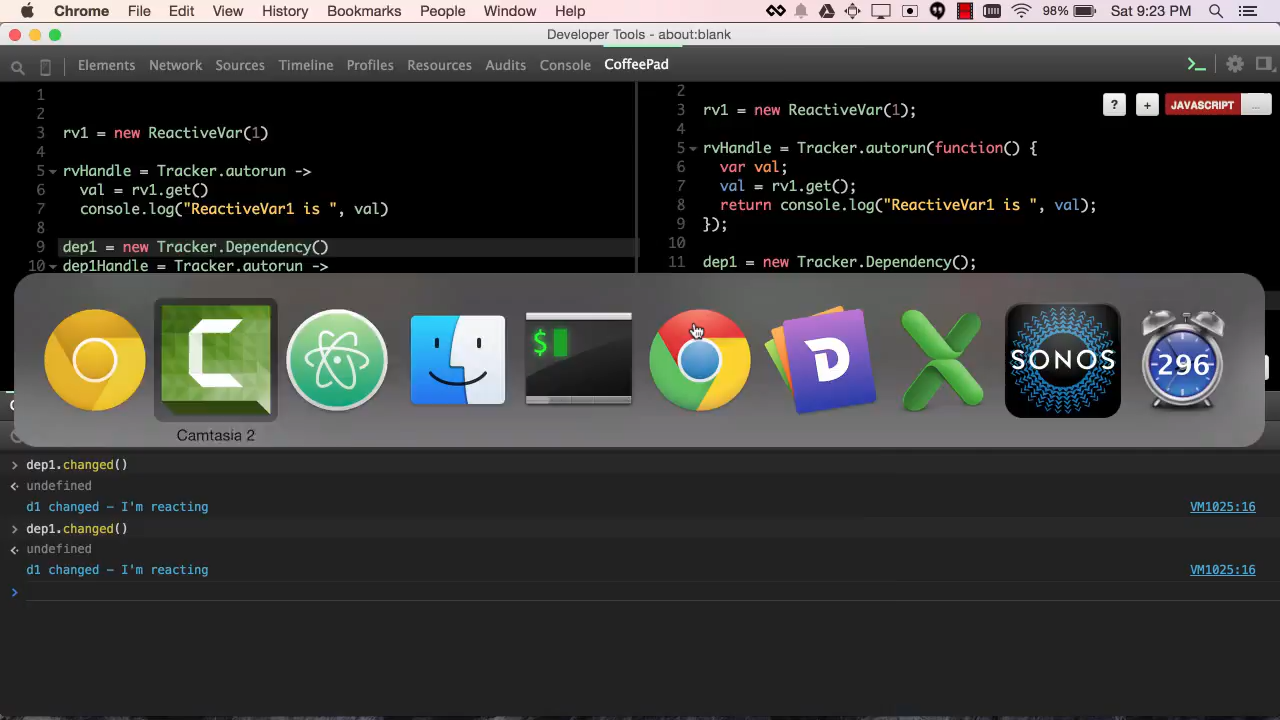 Chrome File Edit View History Bookmarks People Window Help 98% Sat 9:23 PM
Developer Tools - about:blank
Elements Network Sources Timeline Profiles Resources Audits Console CoffeePad
1
2
3 rv1 = new ReactiveVar(1)
4
5 rvHandle = Tracker.autorun ->
6 val = rv1.get()
7 console.log("ReactiveVar1 is ", val)
8
9 dep1 = new Tracker.Dependency()
10 dep1Handle = Tracker.autorun ->
2
3 rv1 = new ReactiveVar(1);
4
5 rvHandle = Tracker.autorun(function() {
6 var val;
7 val = rv1.get();
8 return console.log("ReactiveVar1 is ", val);
9 });
10
11 dep1 = new Tracker.Dependency();
? + JAVASCRIPT ...
$
SONOS
296
Camtasia 2
> dep1.changed()
undefined
d1 changed - I'm reacting VM1025:16
> dep1.changed()
undefined
d1 changed - I'm reacting VM1025:16
>